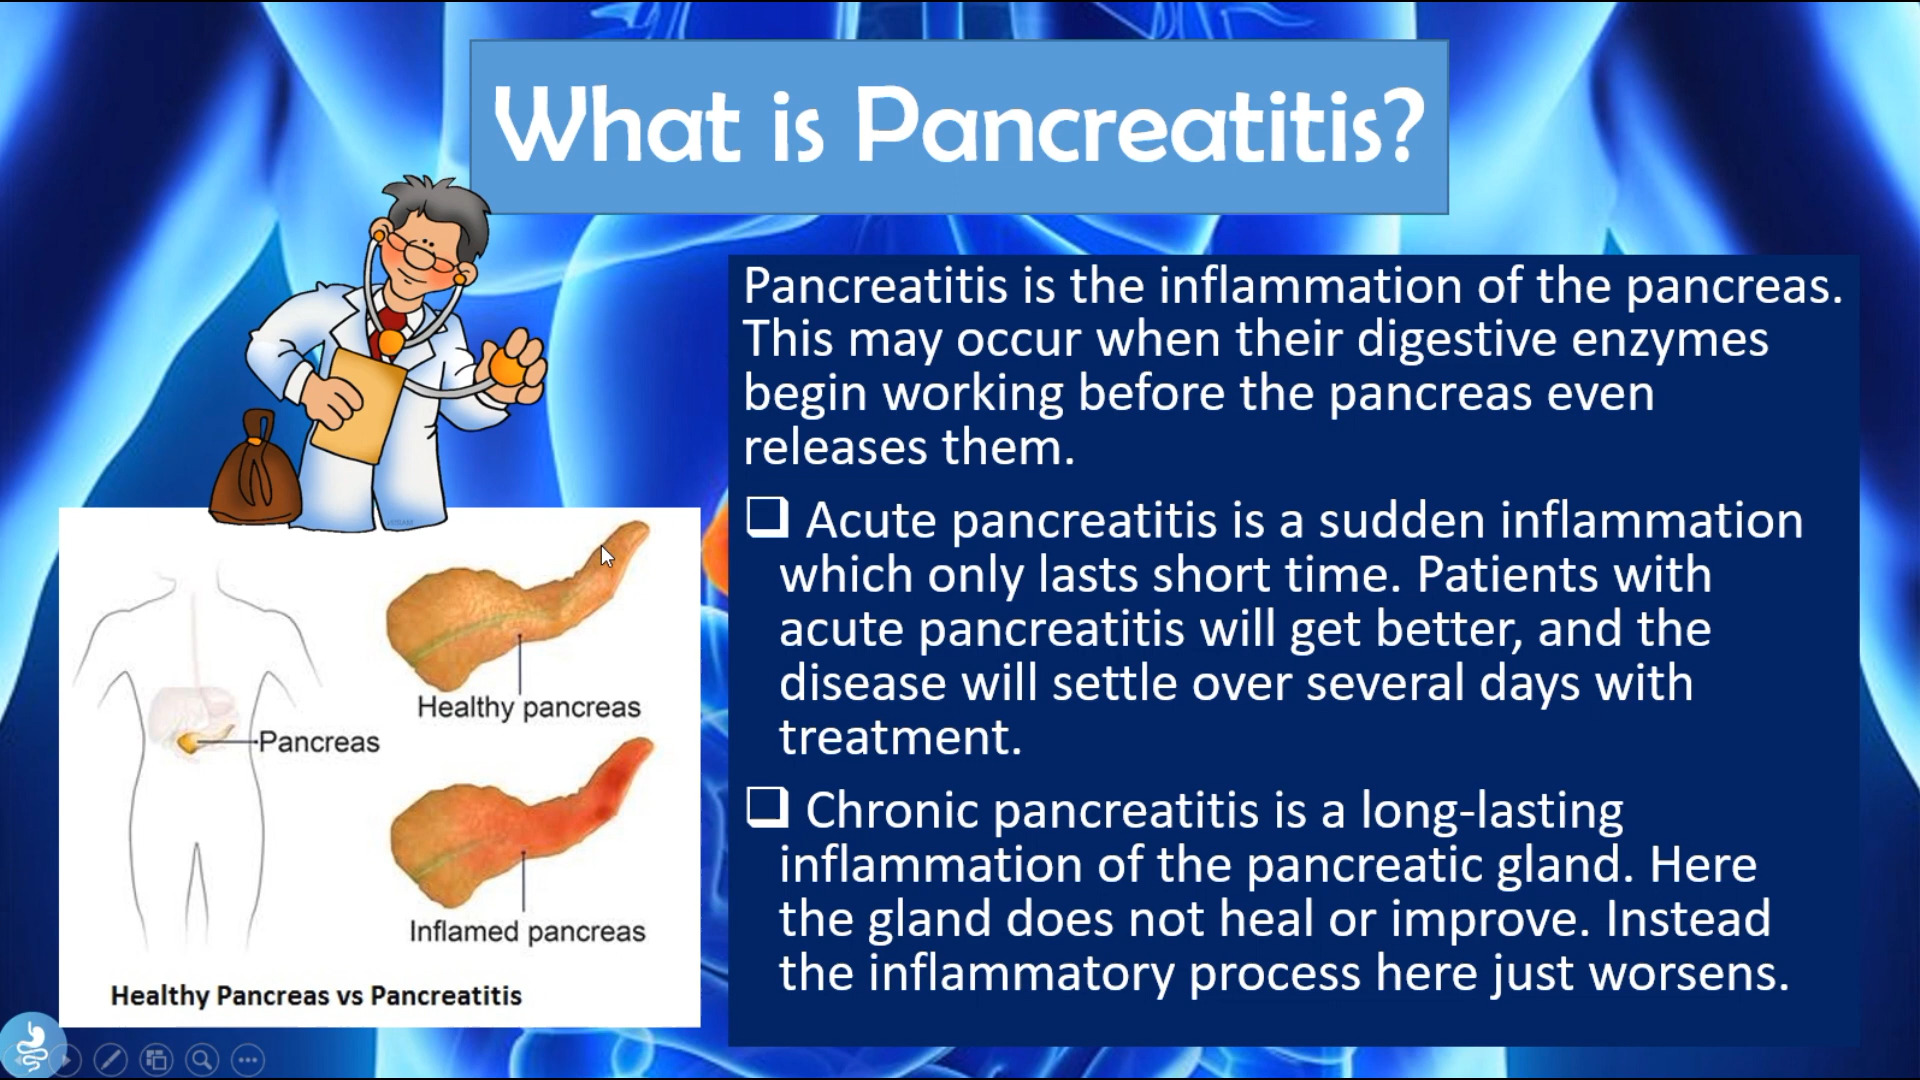 What is Pancreatitis?
Pancreatitis is the inflammation of the pancreas.
This may occur when their digestive enzymes
begin working before the pancreas even
releases them.
Acute pancreatitis is a sudden inflammation
which only lasts short time. Patients with
acute pancreatitis will get better, and the
disease will settle over several days with
treatment.
Chronic pancreatitis is a long-lasting
inflammation of the pancreatic gland. Here
the gland does not heal or improve. Instead
the inflammatory process here just worsens.
Healthy pancreas
Pancreas
Inflamed pancreas
Healthy Pancreas vs Pancreatitis